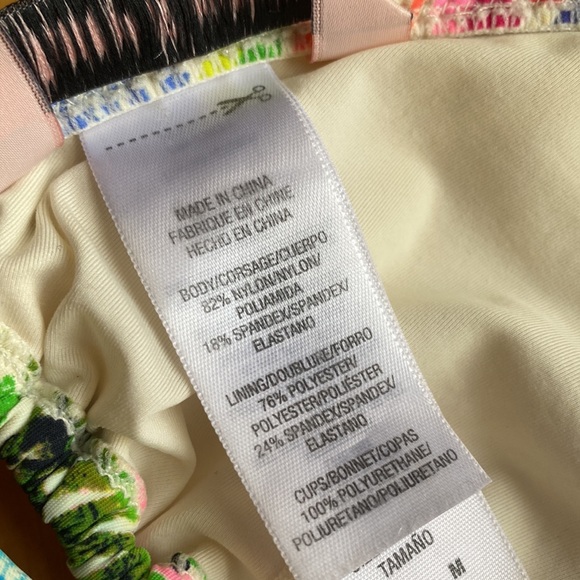 MADE IN CHINA
FABRIQUE EN CHINE
HECHO EN CHINA
BODY/CORSAGE/CUERPO
82% NYLON/NYLON/
POLIAMIDA
18% SPANDEX/SPANDEX/
ELASTANO
LINING/DOUBLURE/FORRO
76% POLYESTER/
POLYESTER/POLIÉSTER
24% SPANDEX/SPANDEX/
ELASTANO
CUPS/BONNET/COPAS
100% POLYURETHANE/
POLIURETANO/POLIURETANO
TAMAÑO
M